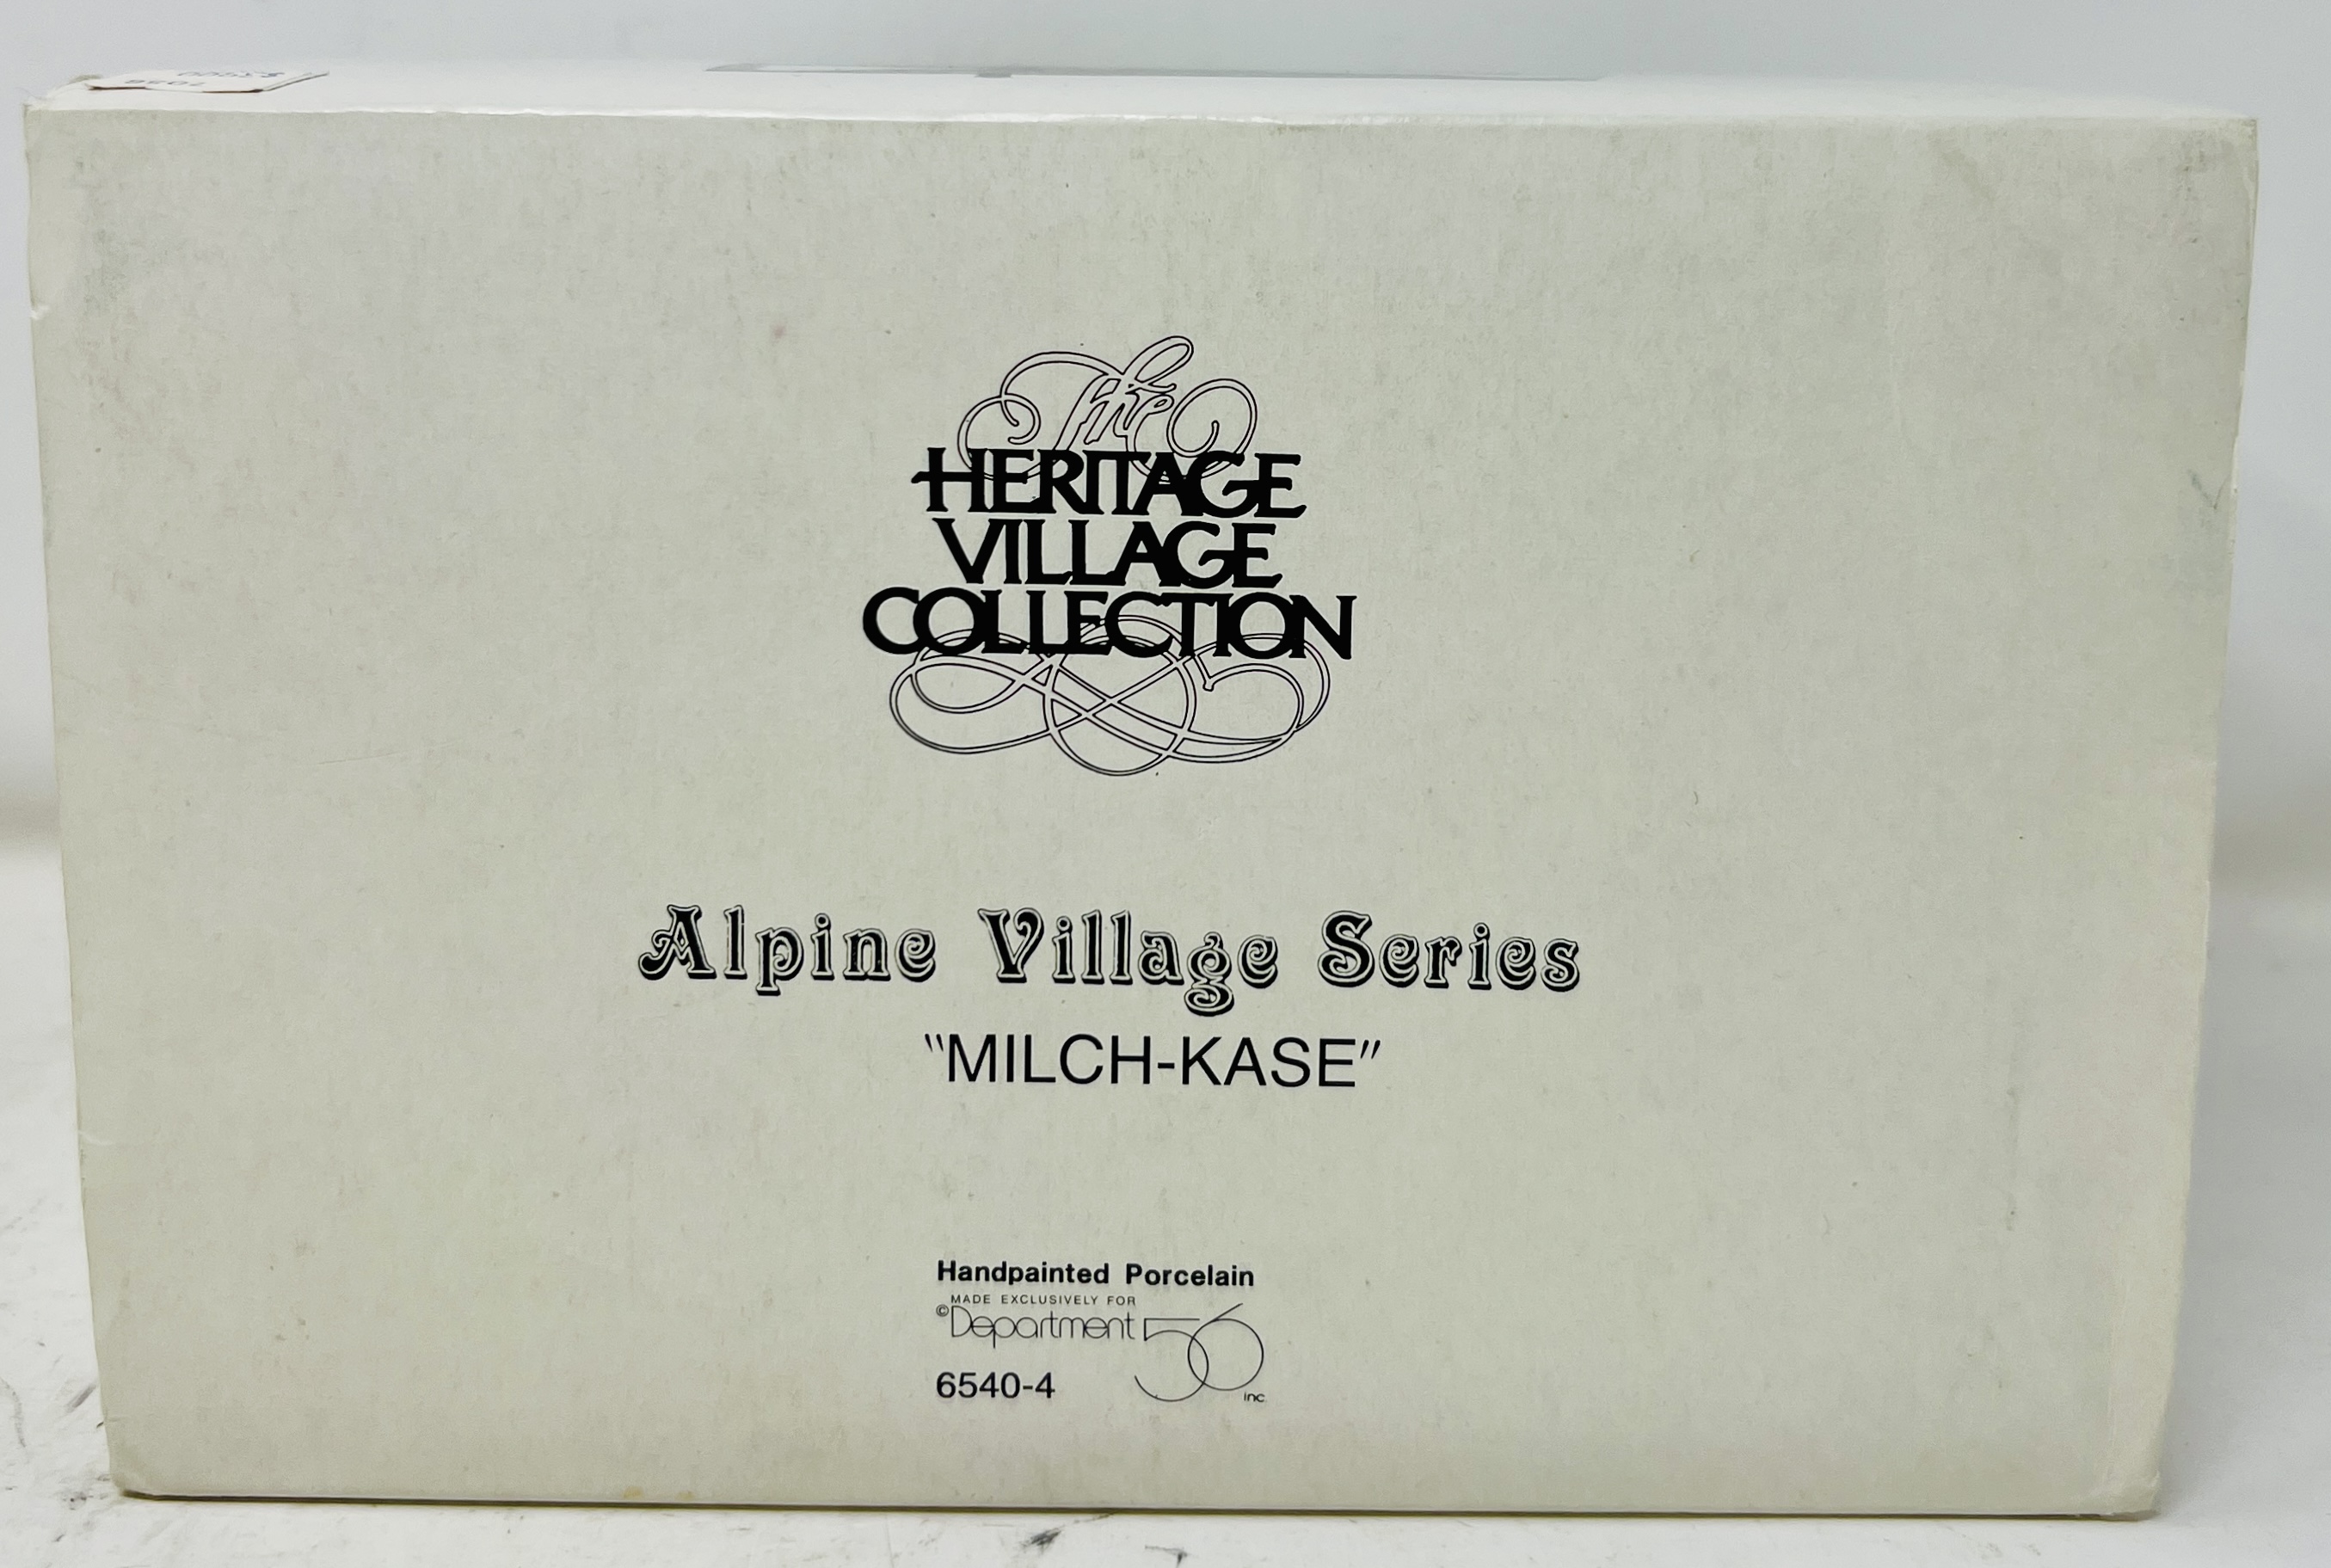 The
HERITAGE
VILLAGE
COLLECTION
Alpine Village Series
"MILCH-KASE"
Handpainted Porcelain
MADE EXCLUSIVELY FOR
©Department 56 inc.
6540-4